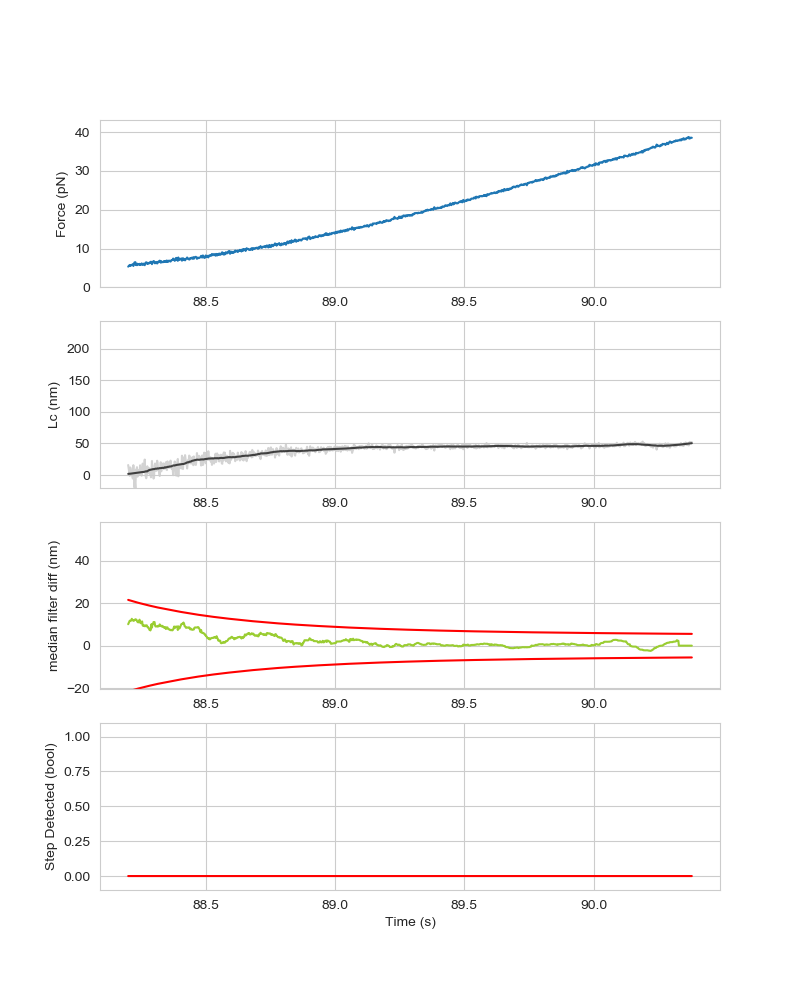 Force (pN)
40
30
20
10
0
88.5 89.0 89.5 90.0
Lc (nm)
200
150
100
50
0
88.5 89.0 89.5 90.0
median filter diff (nm)
40
20
0
−20
88.5 89.0 89.5 90.0
Step Detected (bool)
1.00
0.75
0.50
0.25
0.00
88.5 89.0 89.5 90.0
Time (s)